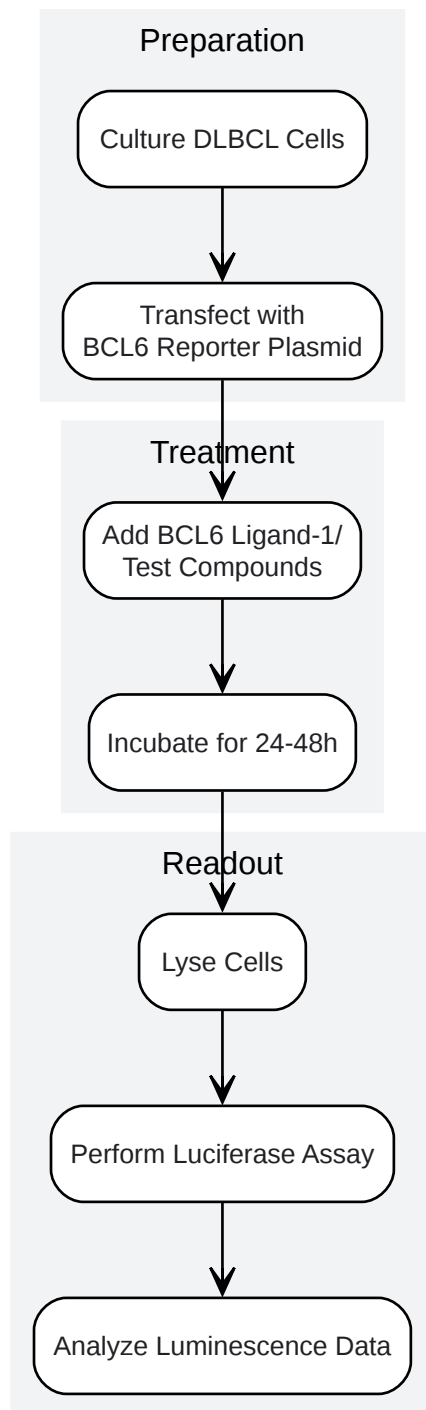 Preparation
Culture DLBCL Cells
Transfect with
BCL6 Reporter Plasmid
Treatment
Add BCL6 Ligand-1/
Test Compounds
Incubate for 24-48h
Readout
Lyse Cells
Perform Luciferase Assay
Analyze Luminescence Data